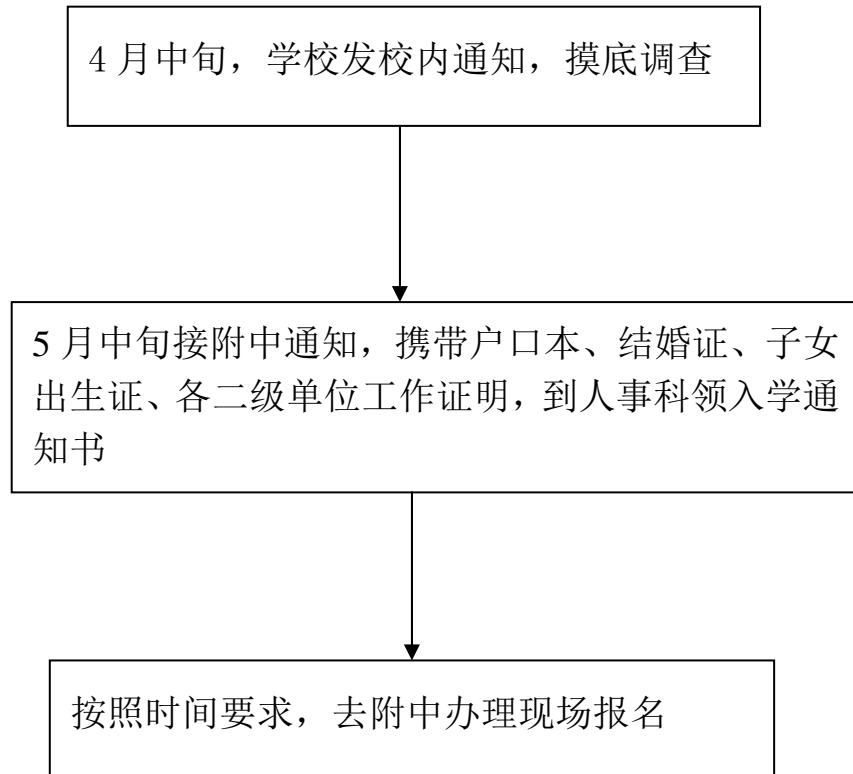 4 月中旬，学校发校内通知，摸底调查
5 月中旬接附中通知，携带户口本、结婚证、子女
出生证、各二级单位工作证明，到人事科领入学通
知书
按照时间要求，去附中办理现场报名